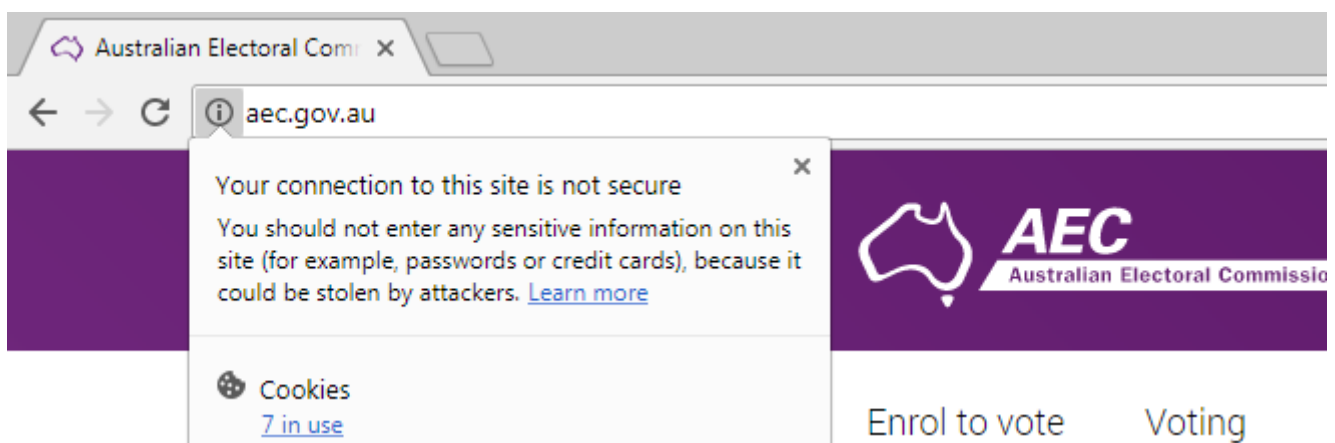 Australian Electoral Com
aec.gov.au
Your connection to this site is not secure
You should not enter any sensitive information on this
site (for example, passwords or credit cards), because it
could be stolen by attackers. Learn more
Cookies
7 in use
AEC
Australian Electoral Commissio
Enrol to vote
Voting